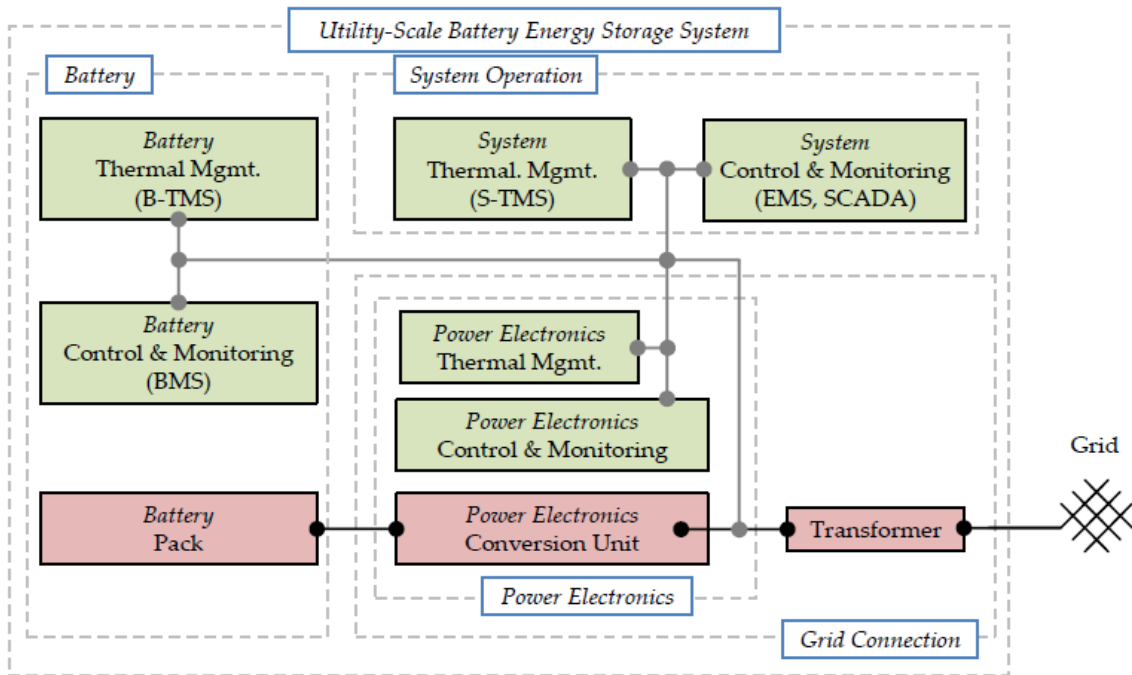 Utility-Scale Battery Energy Storage System
Battery
System Operation
Battery
Thermal Mgmt.
(B-TMS)
System
Thermal. Mgmt.
(S-TMS)
System
Control & Monitoring
(EMS, SCADA)
Battery
Control & Monitoring
(BMS)
Power Electronics
Thermal Mgmt.
Power Electronics
Control & Monitoring
Grid
Battery
Pack
Power Electronics
Conversion Unit
Transformer
Power Electronics
Grid Connection